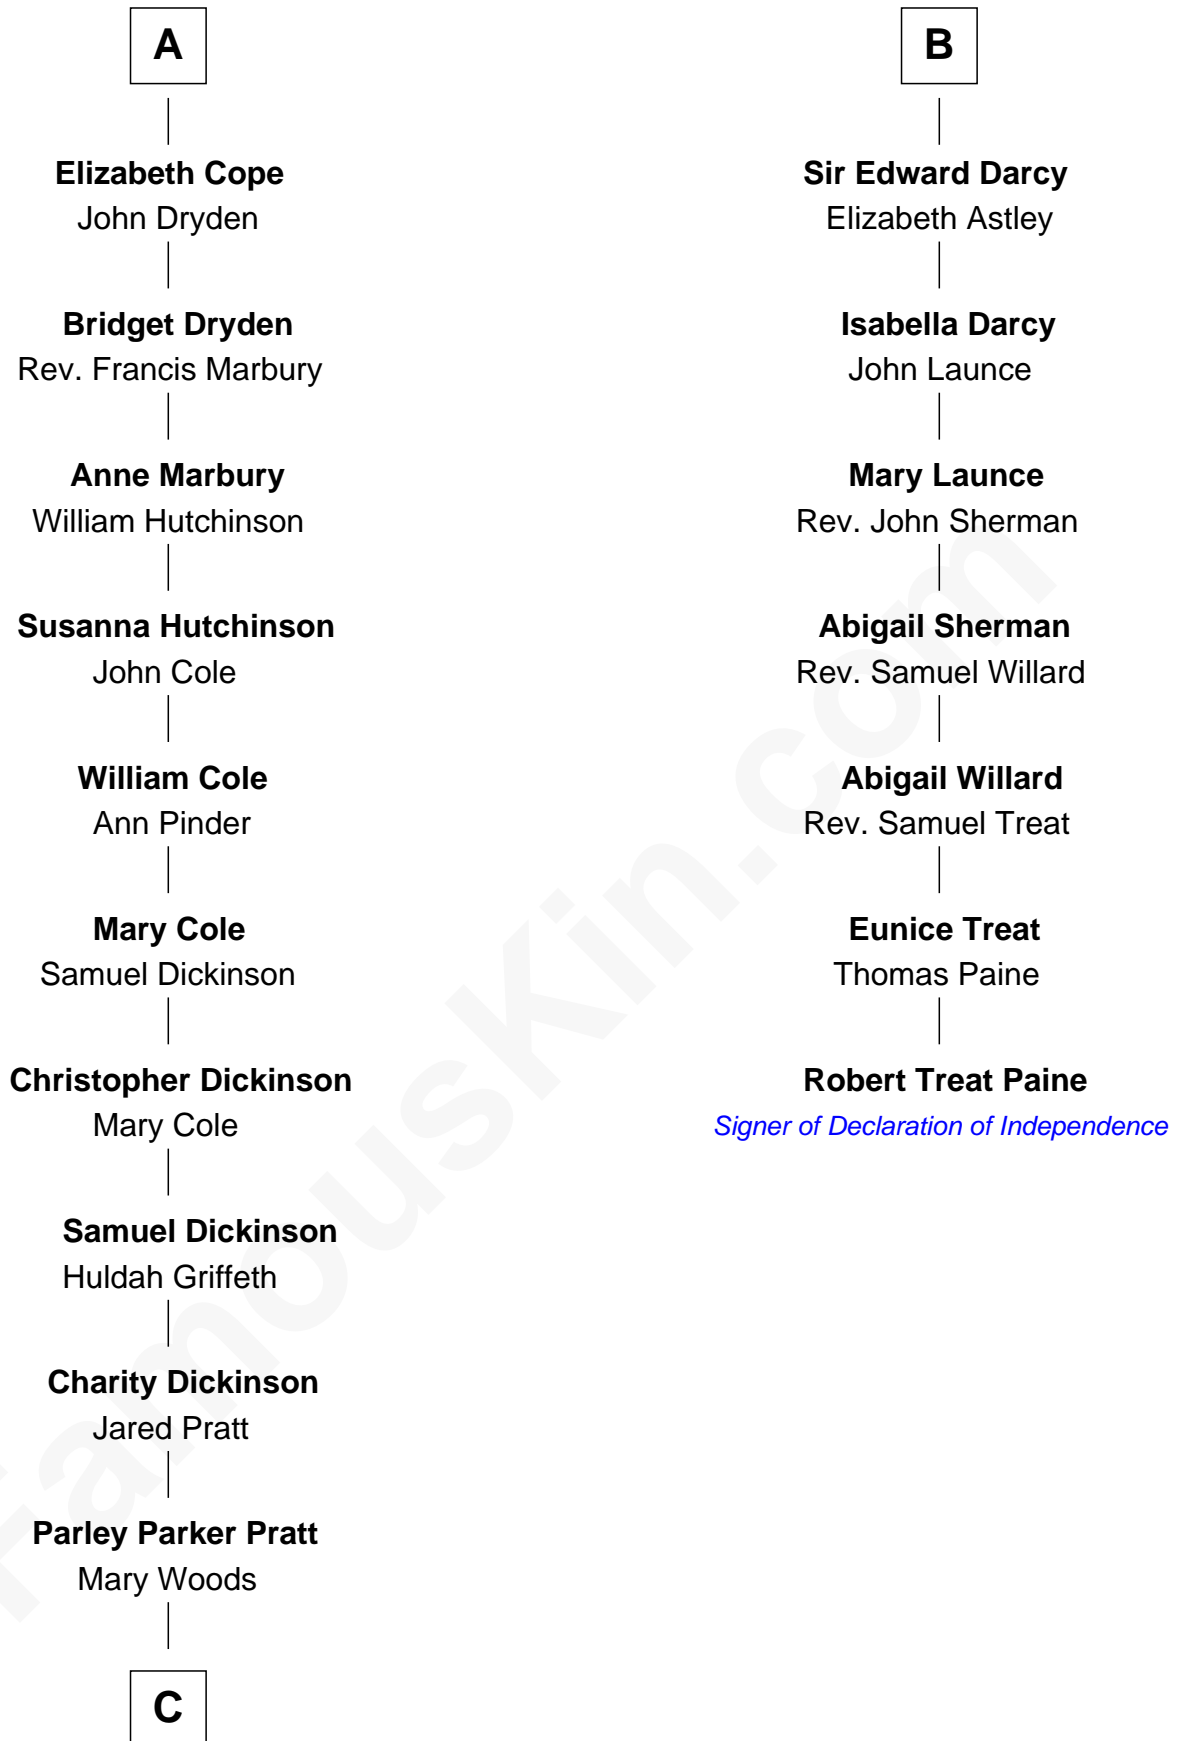 A
Elizabeth Cope
John Dryden
Bridget Dryden
Rev. Francis Marbury
Anne Marbury
William Hutchinson
Susanna Hutchinson
John Cole
William Cole
Ann Pinder
Mary Cole
Samuel Dickinson
Christopher Dickinson
Mary Cole
Samuel Dickinson
Huldah Griffeth
Charity Dickinson
Jared Pratt
Parley Parker Pratt
Mary Woods
C
B
Sir Edward Darcy
Elizabeth Astley
Isabella Darcy
John Launce
Mary Launce
Rev. John Sherman
Abigail Sherman
Rev. Samuel Willard
Abigail Willard
Rev. Samuel Treat
Eunice Treat
Thomas Paine
Robert Treat Paine
Signer of Declaration of Independence
FamousKin.com